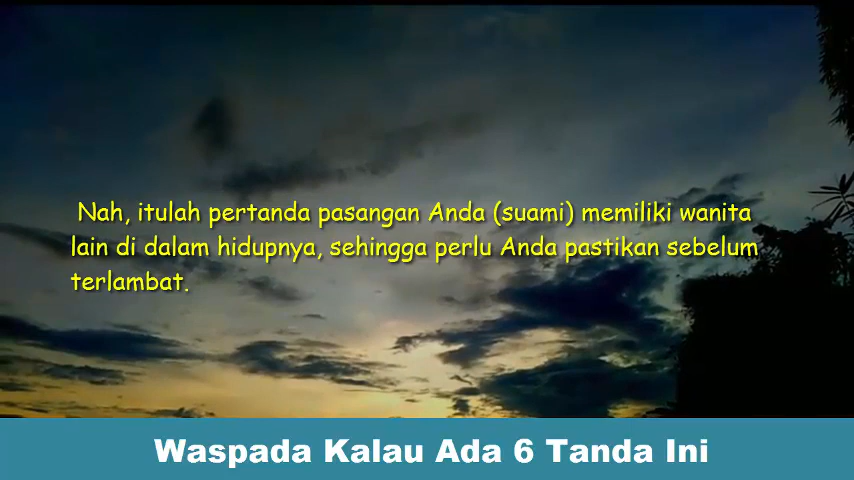 Nah, itulah pertanda pasangan Anda (suami) memiliki wanita
lain di dalam hidupnya, sehingga perlu Anda pastikan sebelum
terlambat.
Waspada Kalau Ada 6 Tanda Ini